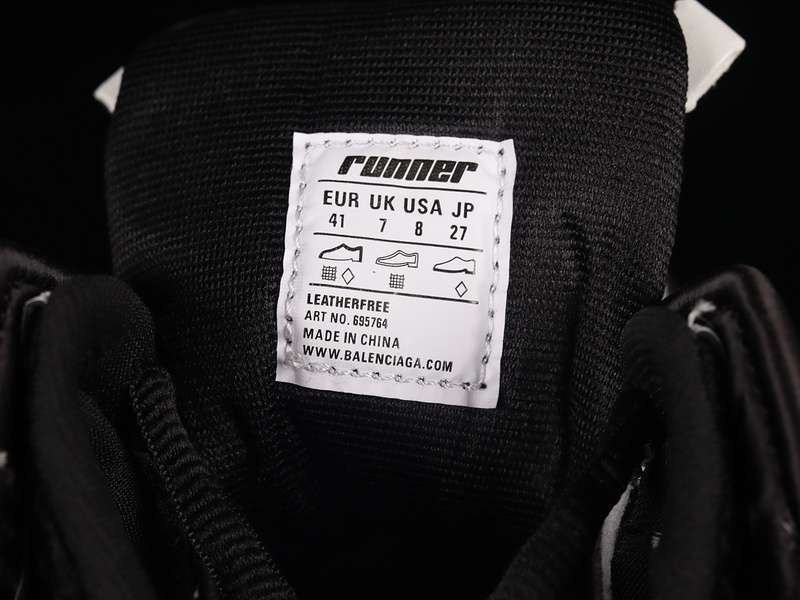 runner
EUR UK USA JP
41 7 8 27
LEATHERFREE
ART NO. 695764
MADE IN CHINA
WWW.BALENCIAGA.COM